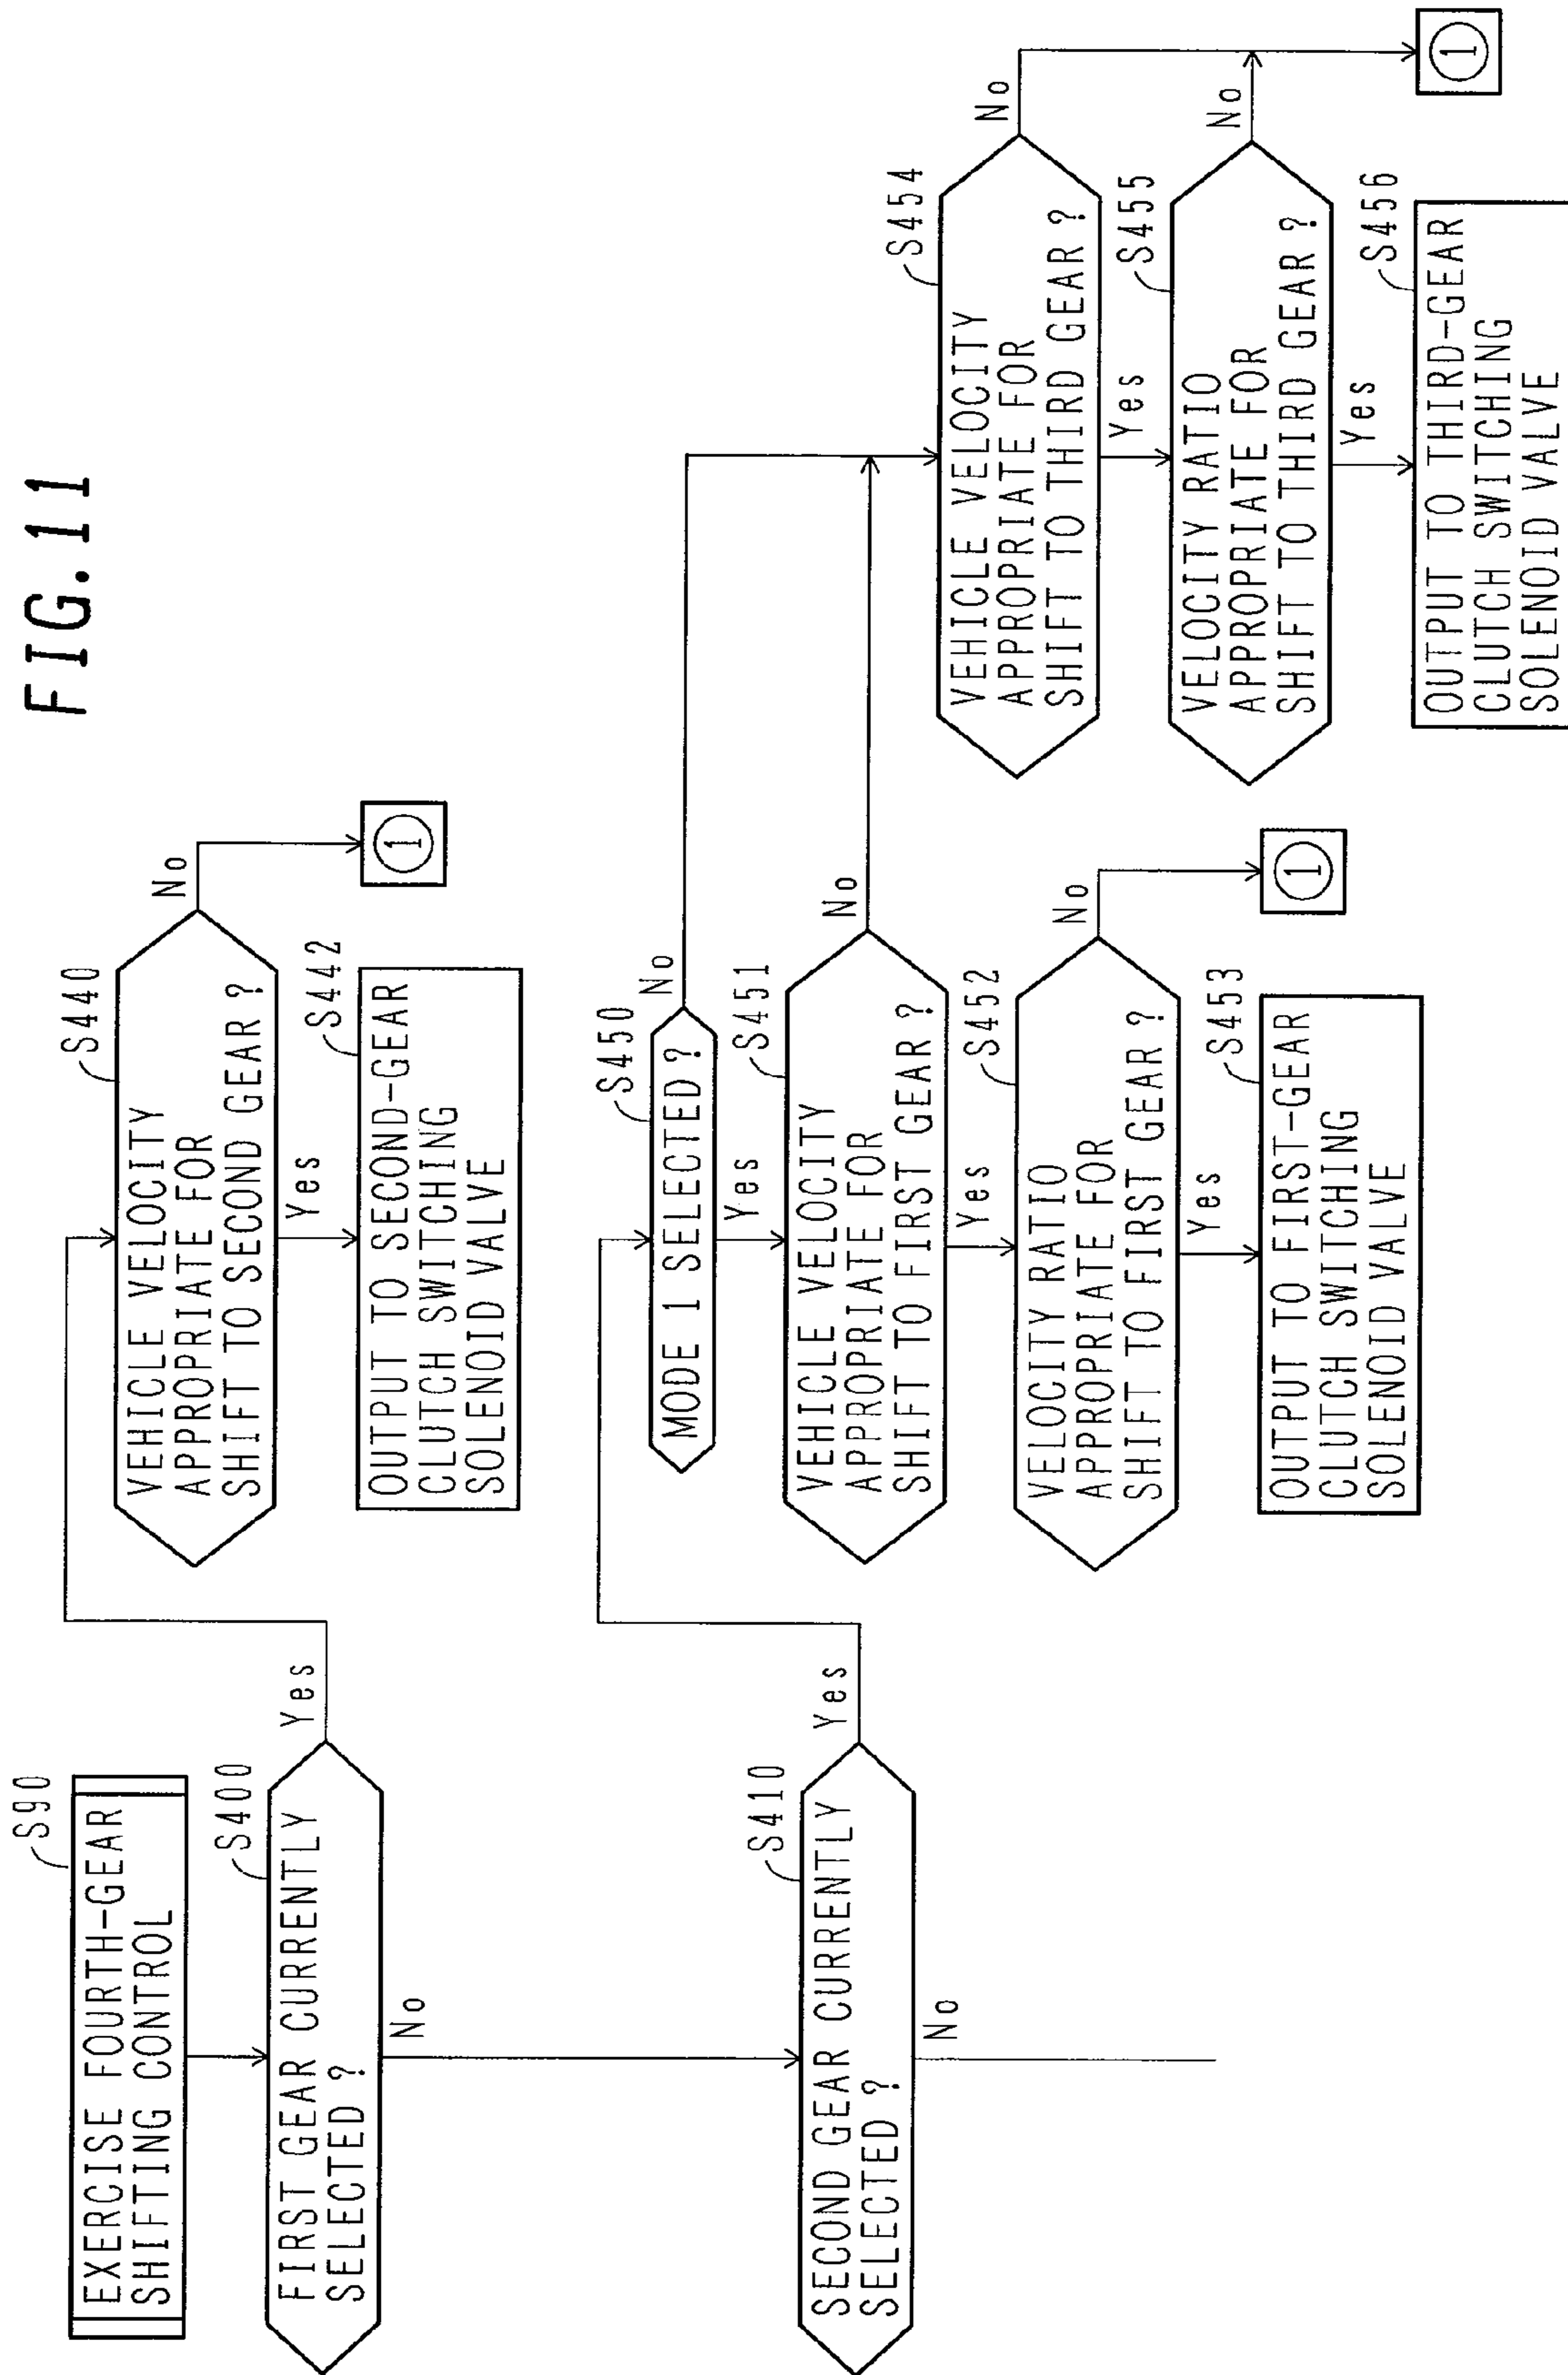 FIG.11
S90
EXERCISE FOURTH-GEAR
SHIFTING CONTROL
S400
FIRST GEAR CURRENTLY
SELECTED ?
Yes
No
S440
VEHICLE VELOCITY
APPROPRIATE FOR
SHIFT TO SECOND GEAR ?
No
1
Yes
S442
OUTPUT TO SECOND-GEAR
CLUTCH SWITCHING
SOLENOID VALVE
S410
SECOND GEAR CURRENTLY
SELECTED ?
Yes
No
S450
MODE 1 SELECTED ?
No
Yes
S451
VEHICLE VELOCITY
APPROPRIATE FOR
SHIFT TO FIRST GEAR ?
No
Yes
S452
VELOCITY RATIO
APPROPRIATE FOR
SHIFT TO FIRST GEAR ?
No
1
Yes
S453
OUTPUT TO FIRST-GEAR
CLUTCH SWITCHING
SOLENOID VALVE
S454
VEHICLE VELOCITY
APPROPRIATE FOR
SHIFT TO THIRD GEAR ?
No
Yes
S455
VELOCITY RATIO
APPROPRIATE FOR
SHIFT TO THIRD GEAR ?
No
1
Yes
S456
OUTPUT TO THIRD-GEAR
CLUTCH SWITCHING
SOLENOID VALVE